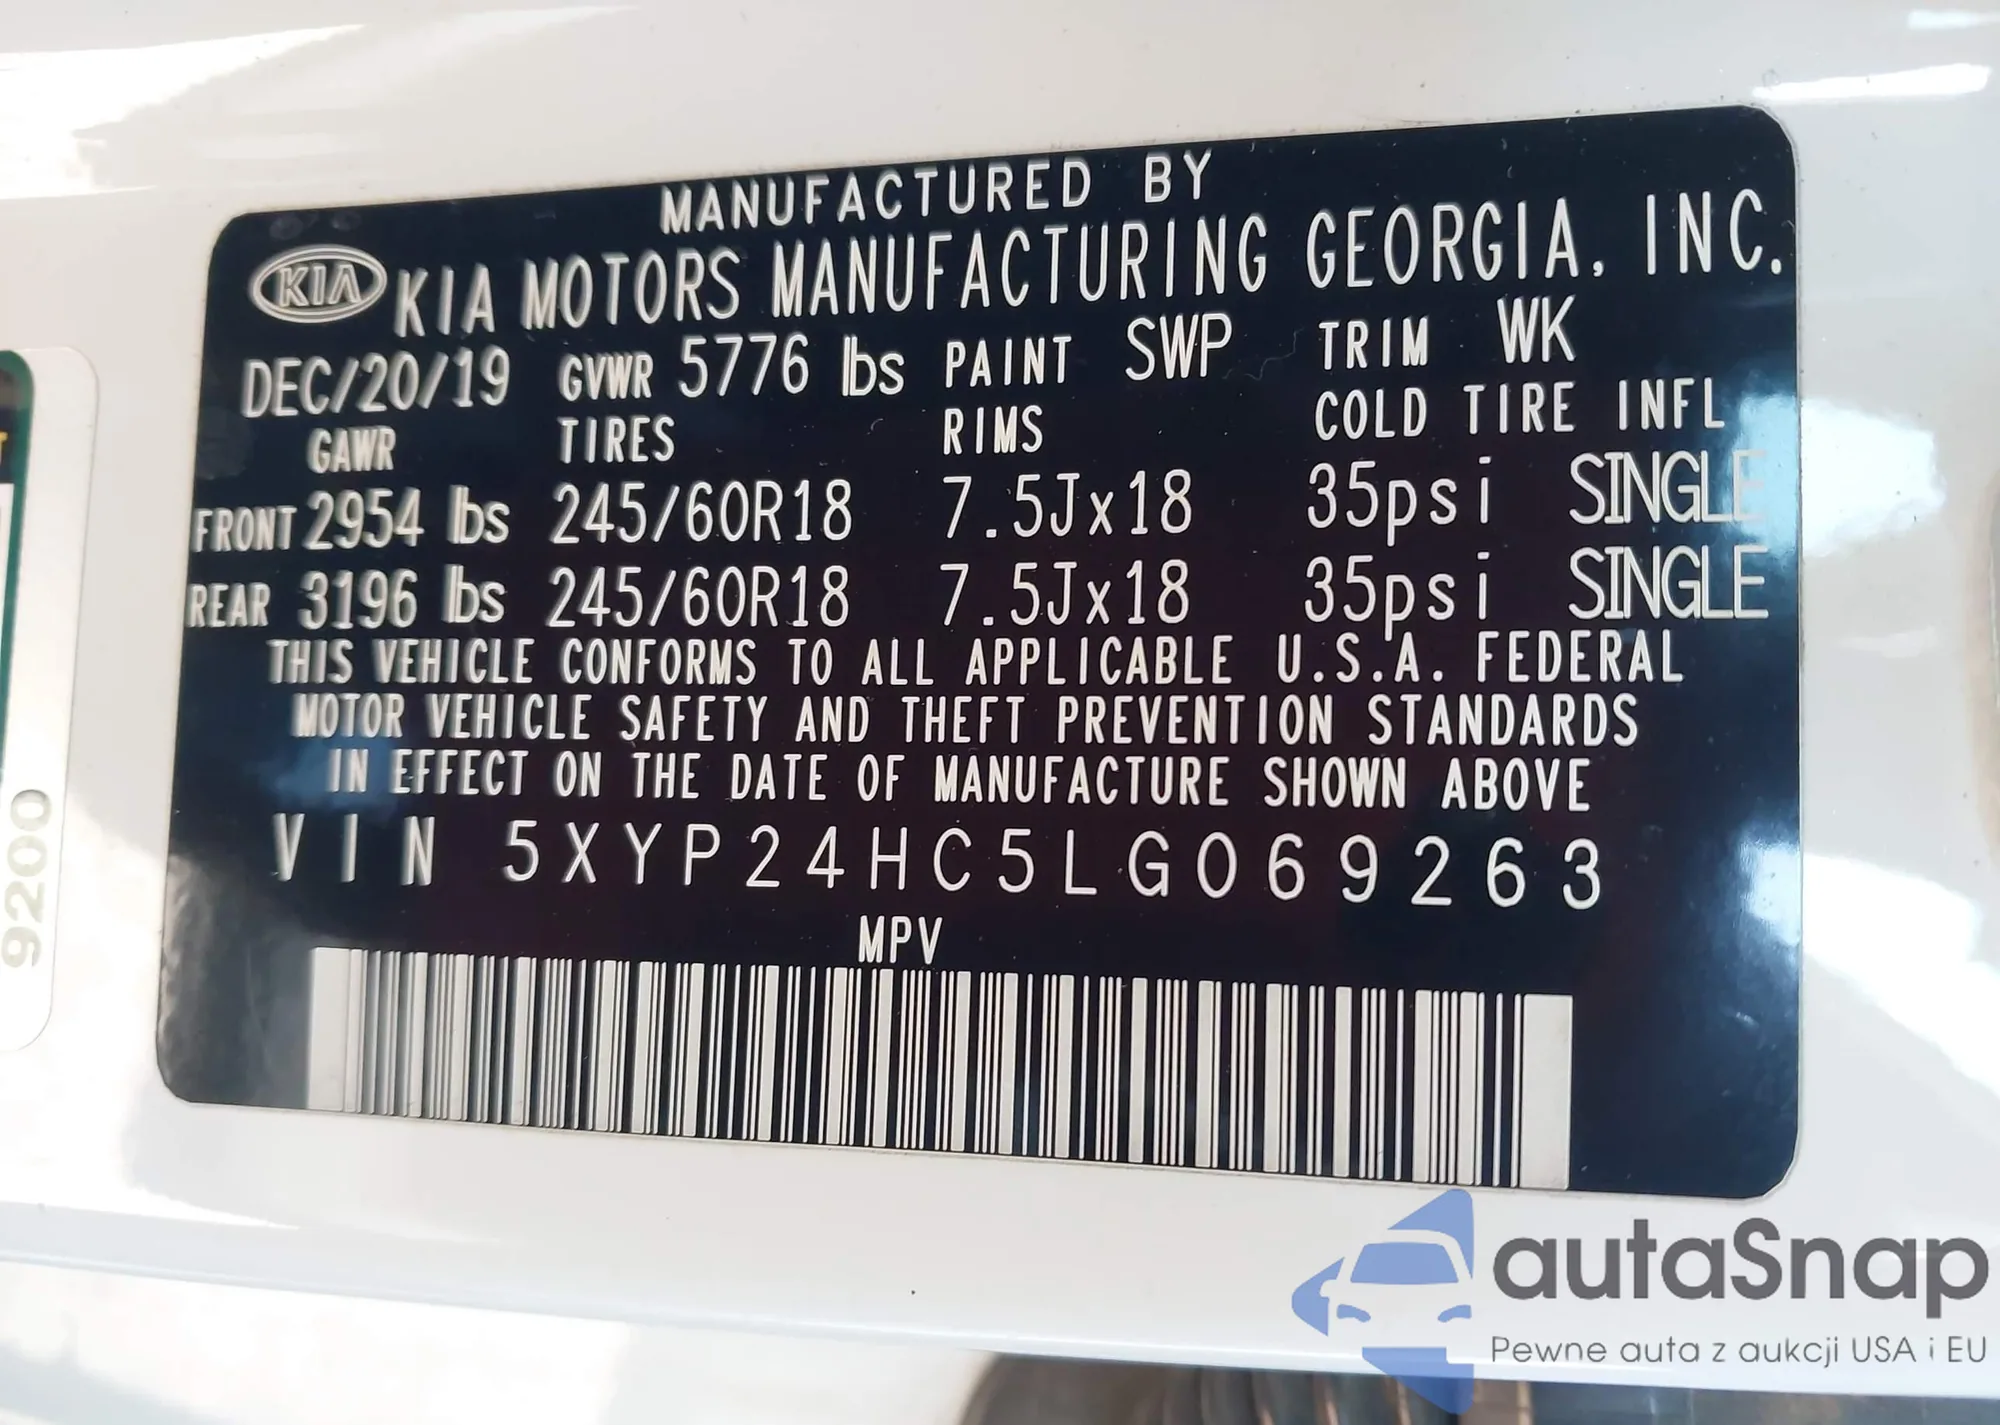 MANUFACTURED BY
KIA KIA MOTORS MANUFACTURING GEORGIA, INC.
DEC/20/19 GVWR 5776 lbs PAINT SWP TRIM WK
GAWR TIRES RIMS COLD TIRE INFL
FRONT 2954 lbs 245/60R18 7.5Jx18 35psi SINGLE
REAR 3196 lbs 245/60R18 7.5Jx18 35psi SINGLE
THIS VEHICLE CONFORMS TO ALL APPLICABLE U.S.A. FEDERAL
MOTOR VEHICLE SAFETY AND THEFT PREVENTION STANDARDS
IN EFFECT ON THE DATE OF MANUFACTURE SHOWN ABOVE
VIN 5XYP24HC5LG069263
MPV
9200
autaSnap
Pewne auta z aukcji USA i EU